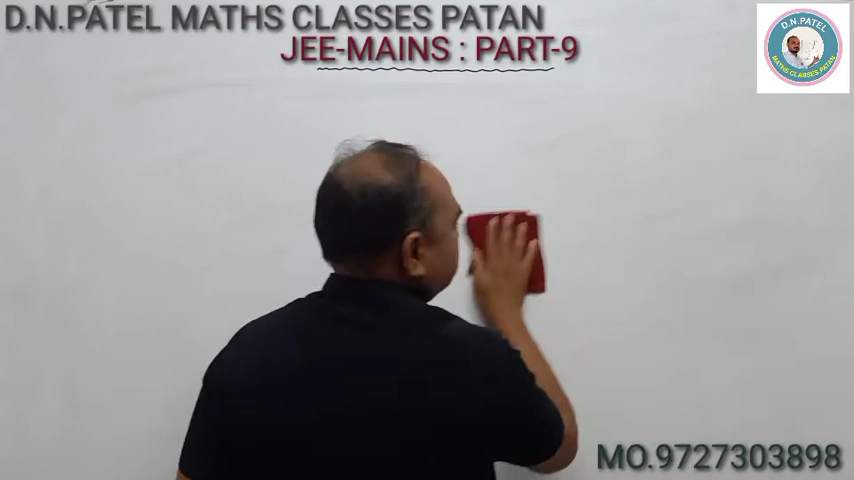 D.N.PATEL MATHS CLASSES PATAN
JEE-MAINS : PART-9
D.N.PATEL
MATHS CLASSES PATAN
MO.9727303898